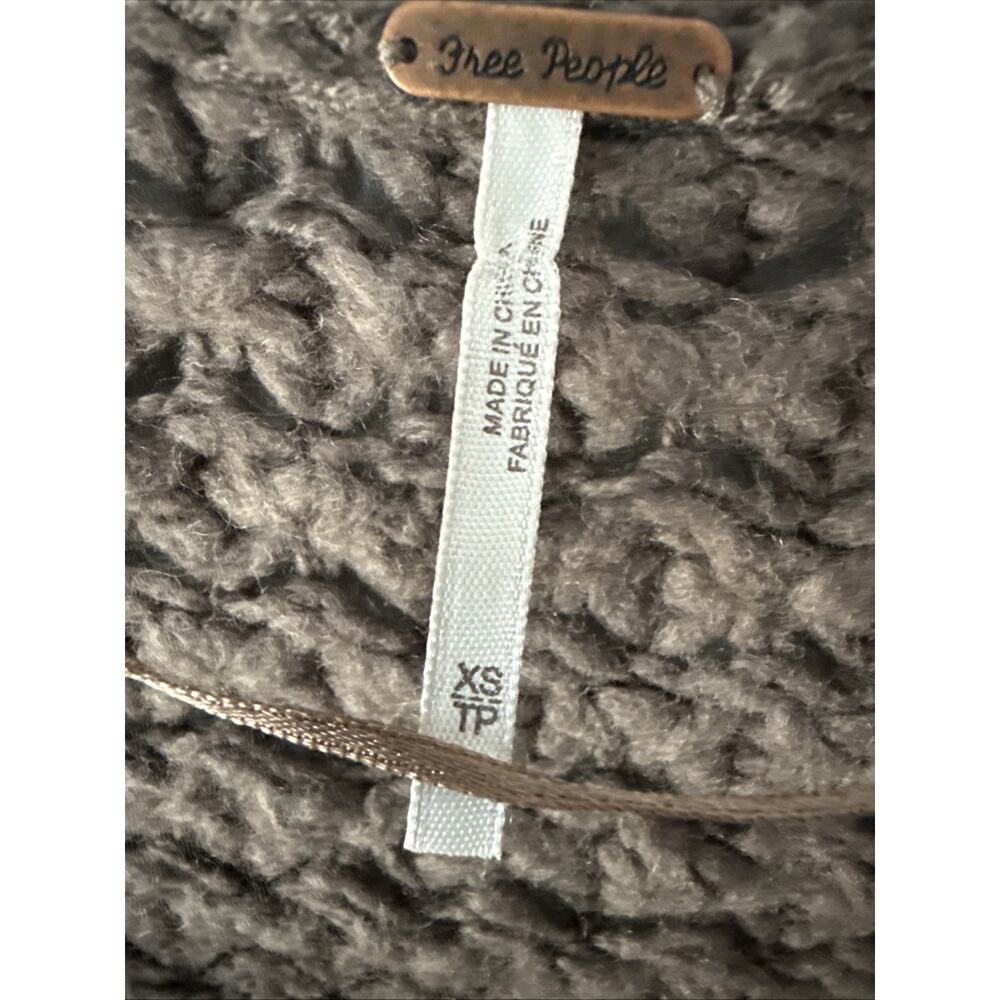 Free People
MADE IN CHINA
FABRIQUÉ EN CHINE
XS
TP